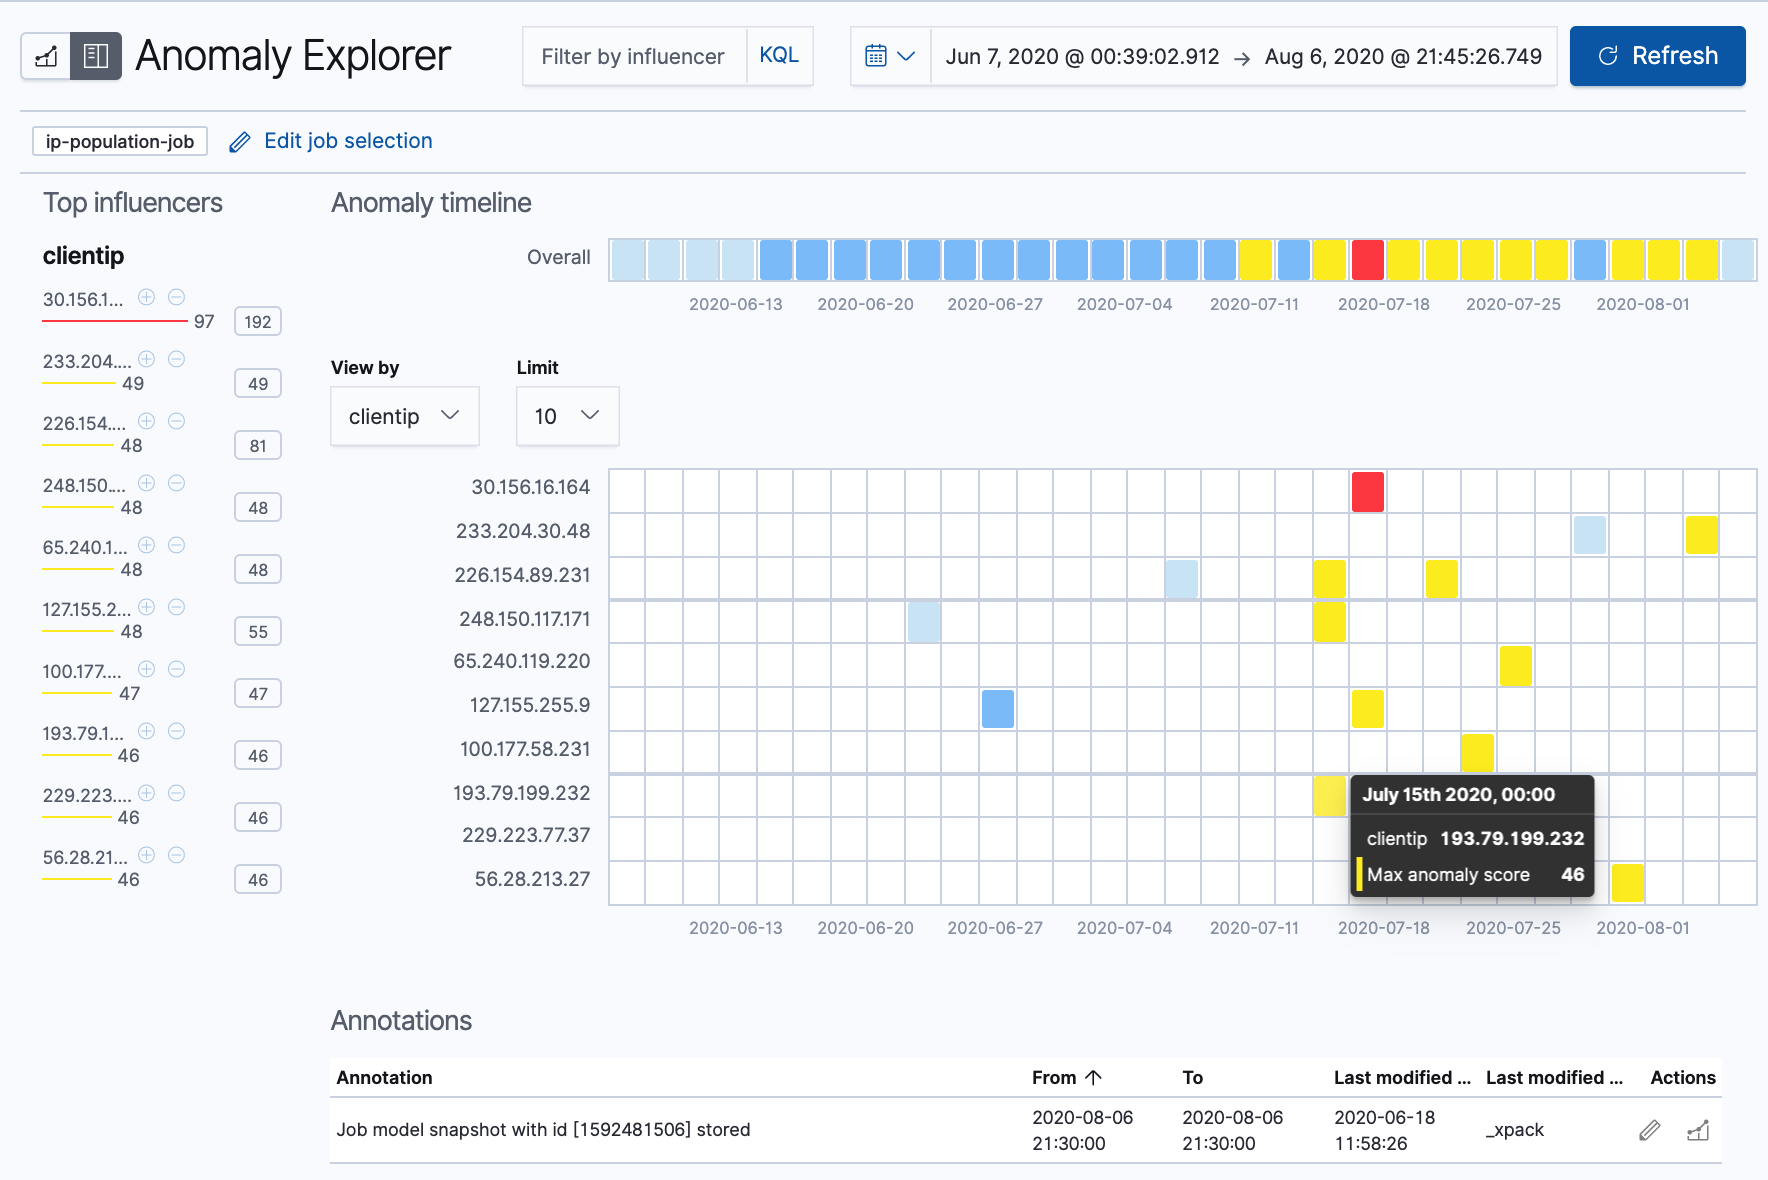 Anomaly Explorer
Filter by influencer KQL
Jun 7, 2020 @ 00:39:02.912 → Aug 6, 2020 @ 21:45:26.749
Refresh
ip-population-job
Edit job selection
Top influencers
clientip
30.156.1...
97 192
233.204....
49 49
226.154....
48 81
248.150....
48 48
65.240.1...
48 48
127.155.2...
48 55
100.177....
47 47
193.79.1...
46 46
229.223....
46 46
56.28.21...
46 46
Anomaly timeline
Overall
2020-06-13 2020-06-20 2020-06-27 2020-07-04 2020-07-11 2020-07-18 2020-07-25 2020-08-01
View by Limit
clientip 10
30.156.16.164
233.204.30.48
226.154.89.231
248.150.117.171
65.240.119.220
127.155.255.9
100.177.58.231
193.79.199.232
229.223.77.37
56.28.213.27
July 15th 2020, 00:00
clientip 193.79.199.232
Max anomaly score 46
2020-06-13 2020-06-20 2020-06-27 2020-07-04 2020-07-11 2020-07-18 2020-07-25 2020-08-01
Annotations
Annotation From ↑ To Last modified ... Last modified ... Actions
Job model snapshot with id [1592481506] stored 2020-08-06 21:30:00 2020-08-06 21:30:00 2020-06-18 11:58:26 _xpack